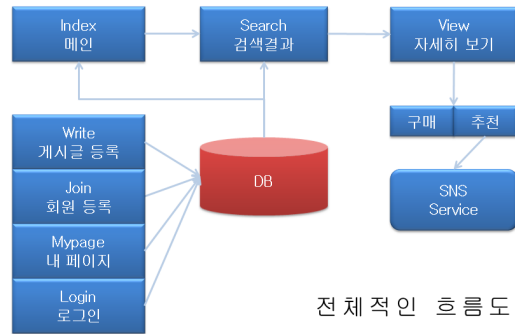 Index
메인
Search
검색결과
View
자세히 보기
구매
추천
Write
게시글 등록
DB
Join
회원 등록
SNS
Service
Mypage
내 페이지
Login
로그인
전체적인 흐름도